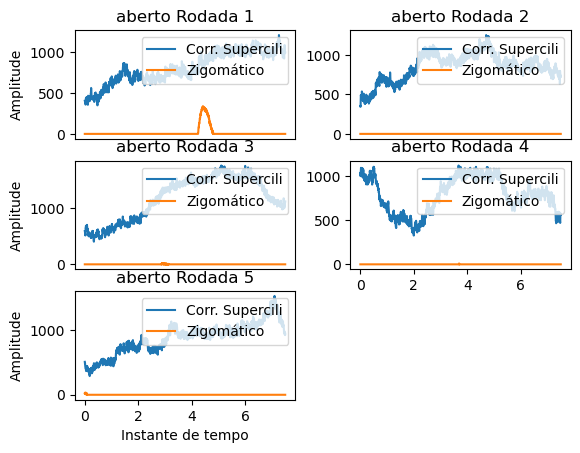 aberto Rodada 1
aberto Rodada 2
Amplitude
1000
500
0
Corr. Supercili
Zigomático
1000
500
0
Corr. Supercili
Zigomático
aberto Rodada 3
aberto Rodada 4
Amplitude
1000
0
Corr. Supercili
Zigomático
1000
500
0
Corr. Supercili
Zigomático
0
2
4
6
aberto Rodada 5
Amplitude
1000
0
Corr. Supercili
Zigomático
0
2
4
6
Instante de tempo